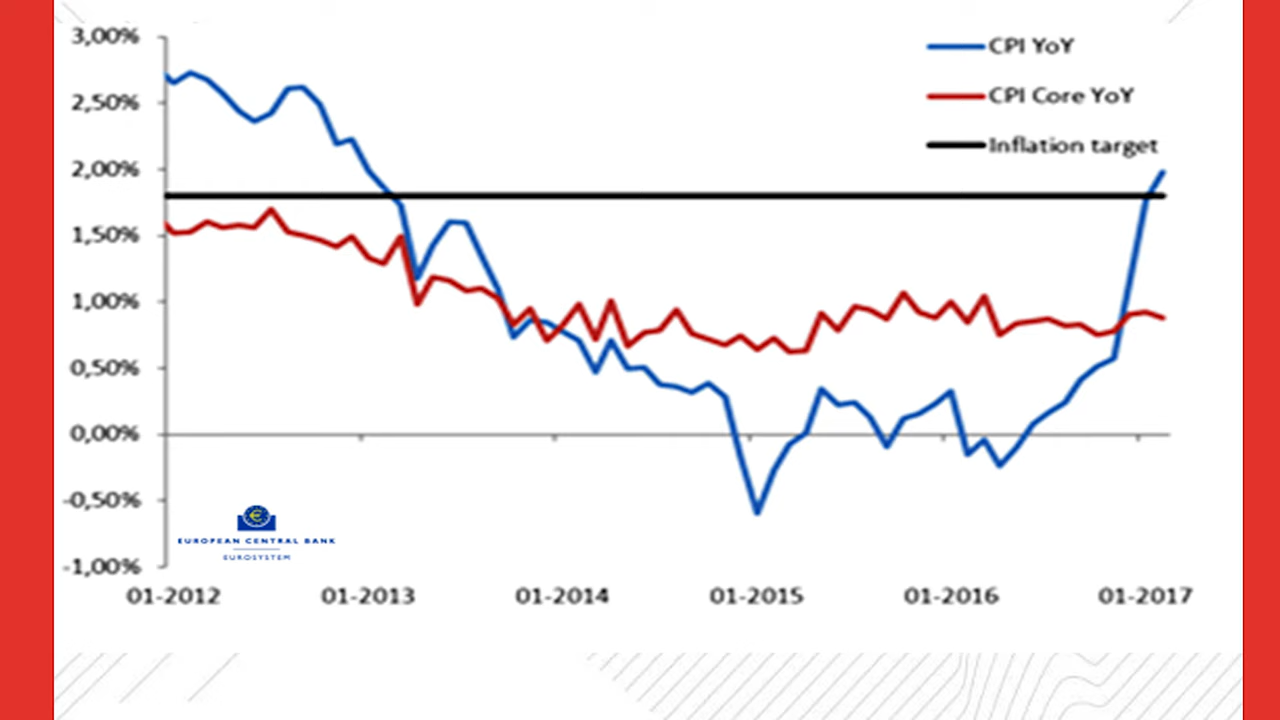 3,00%
2,50%
2,00%
1,50%
1,00%
0,50%
0,00%
-0,50%
-1,00%
CPI YoY
CPI Core YoY
Inflation target
EUROPEAN CENTRAL BANK
EUROSYSTEM
01-2012 01-2013 01-2014 01-2015 01-2016 01-2017